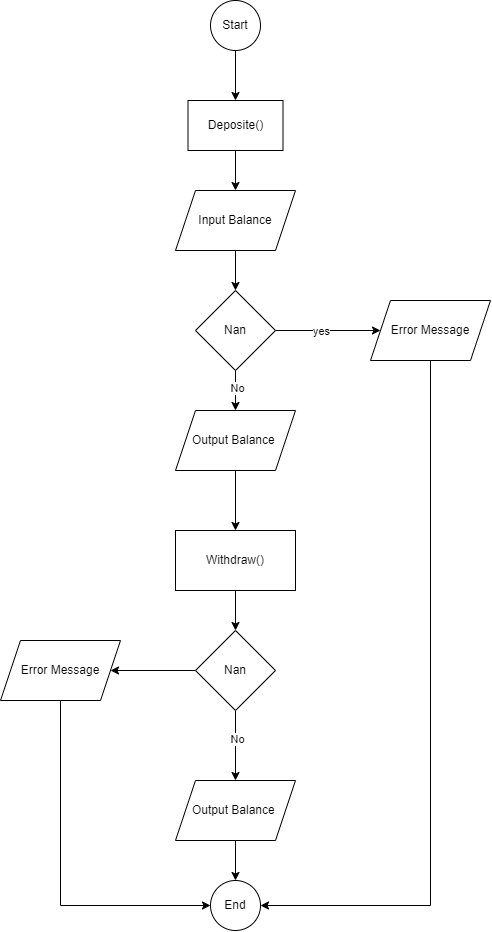 Start
Deposite()
Input Balance
Nan
yes
Error Message
No
Output Balance
Withdraw()
Error Message
Nan
No
Output Balance
End